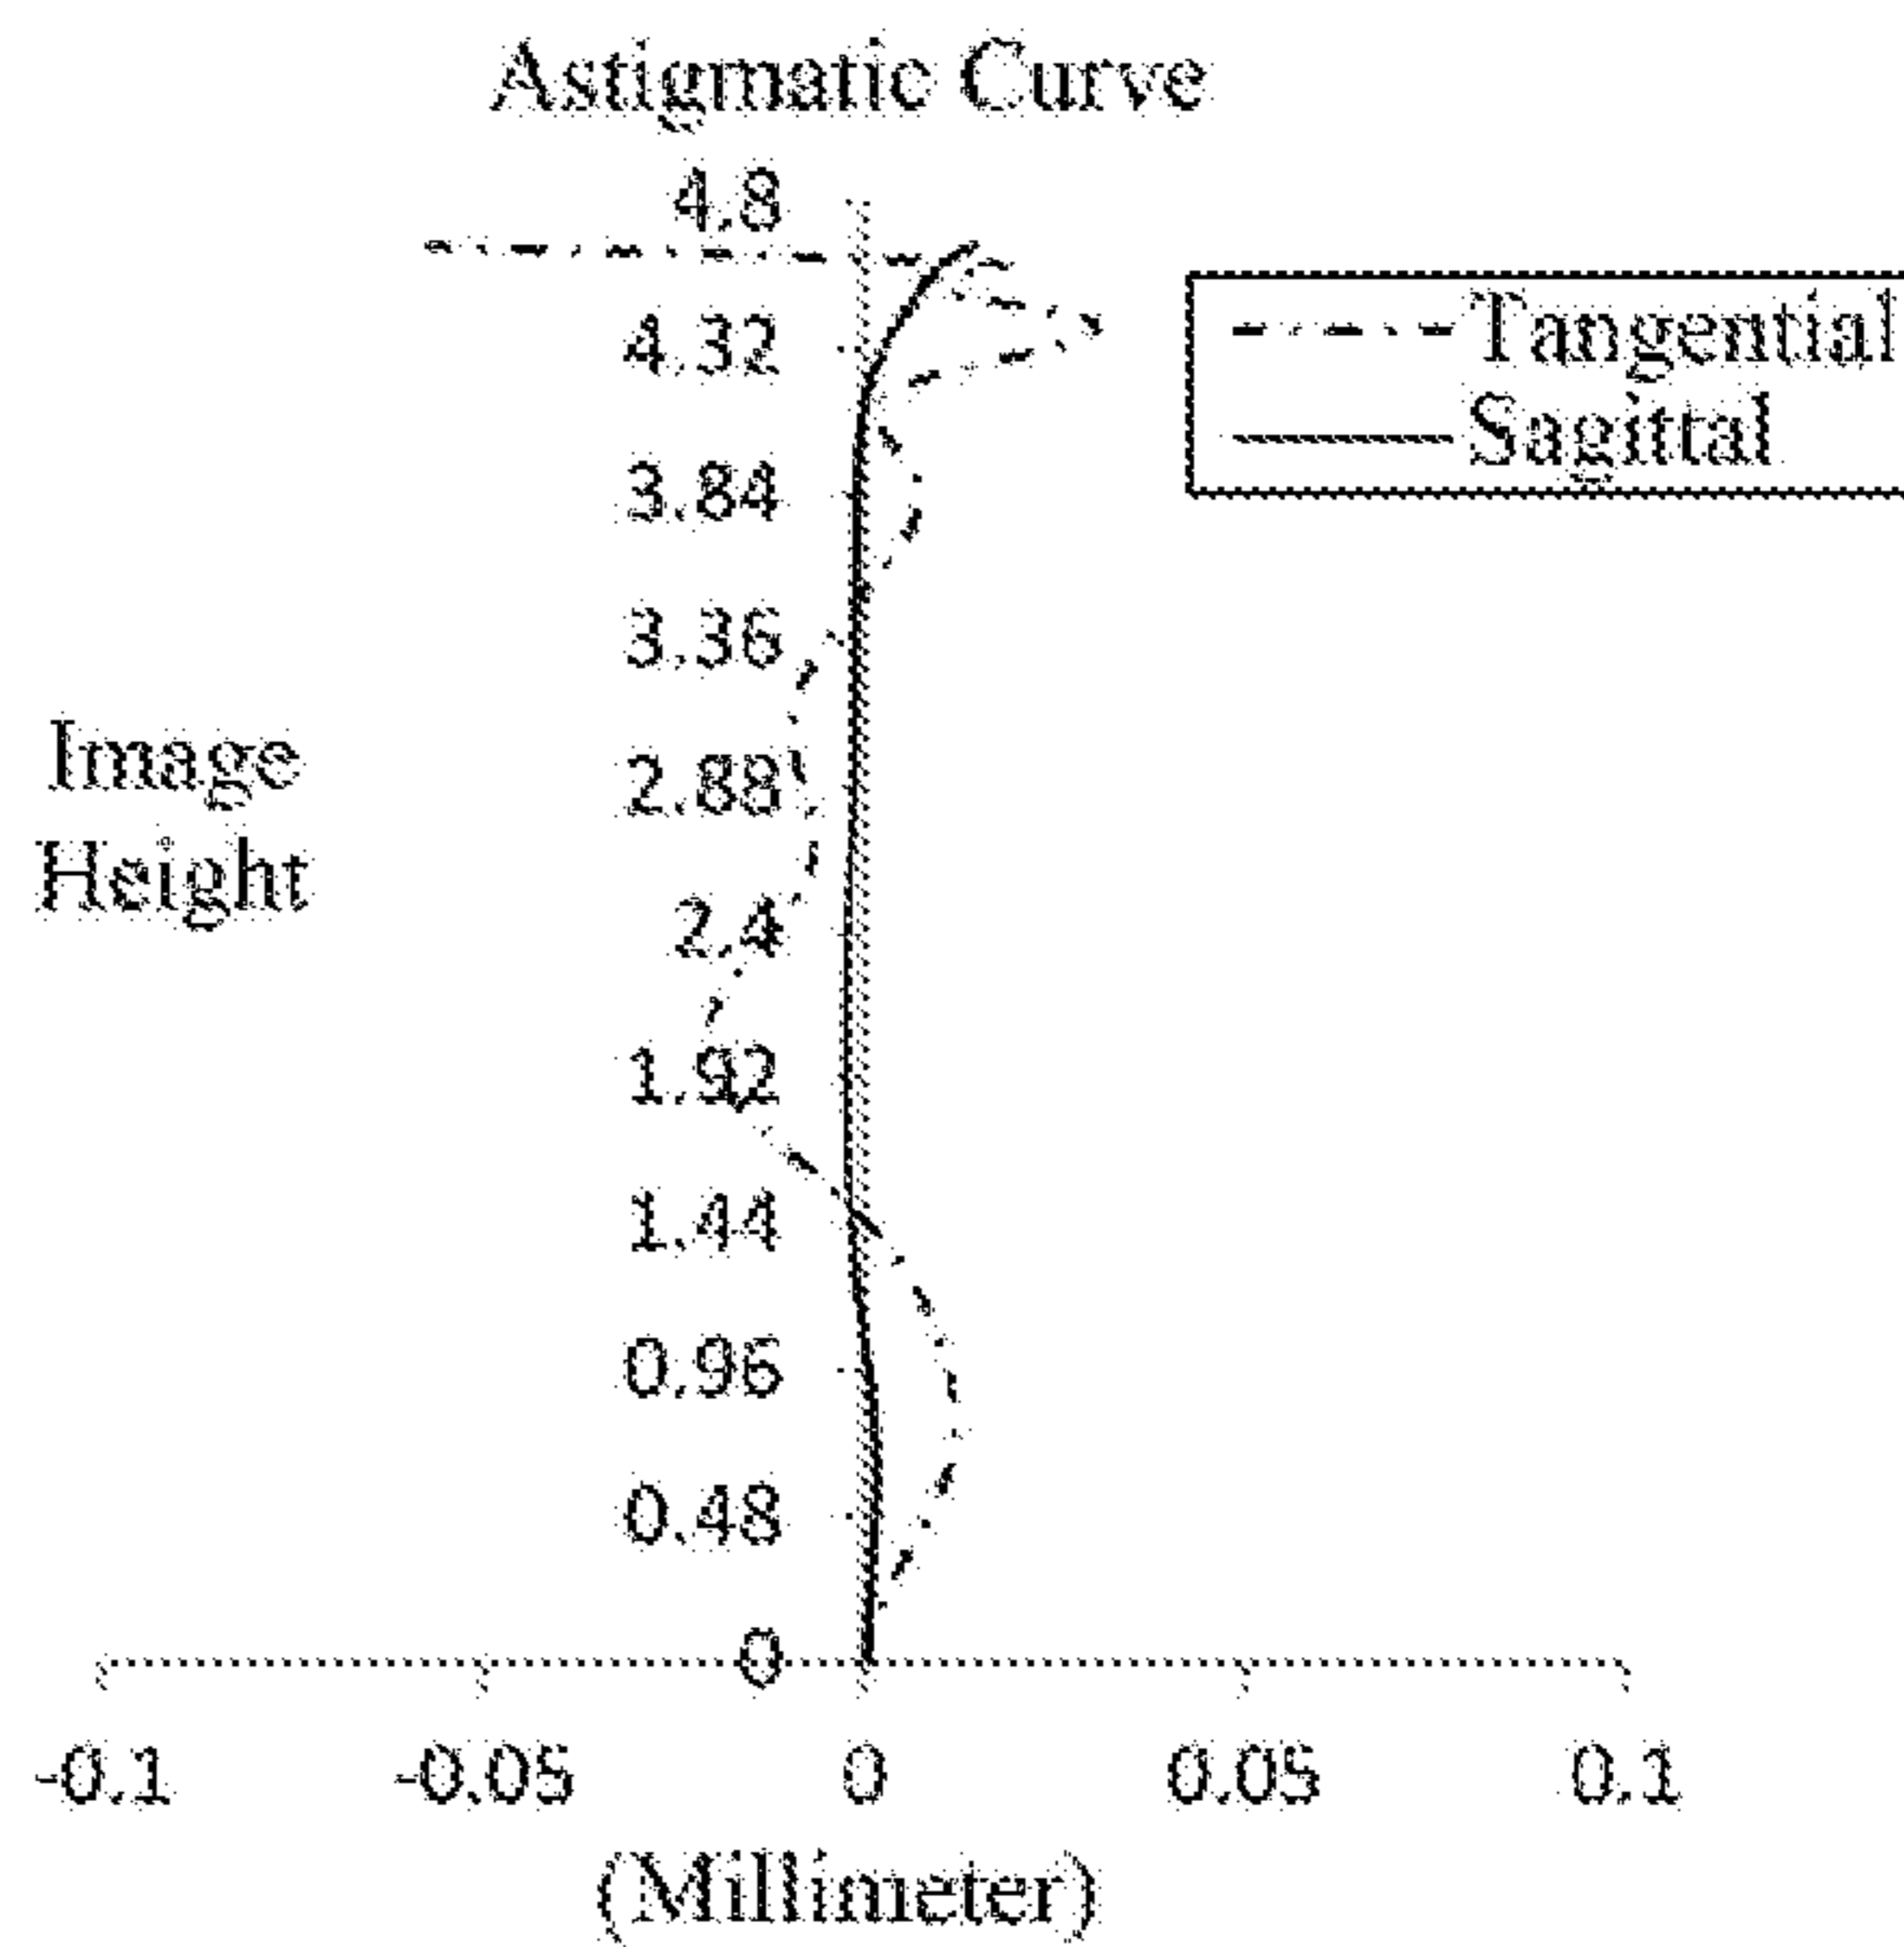 Astigmatic Curve
4.8
4.32
3.84
3.36
2.88
2.4
1.92
1.44
0.96
0.48
0
Image
Height
Tangential
Sagittal
-0.1 -0.05 0 0.05 0.1
(Millimeter)